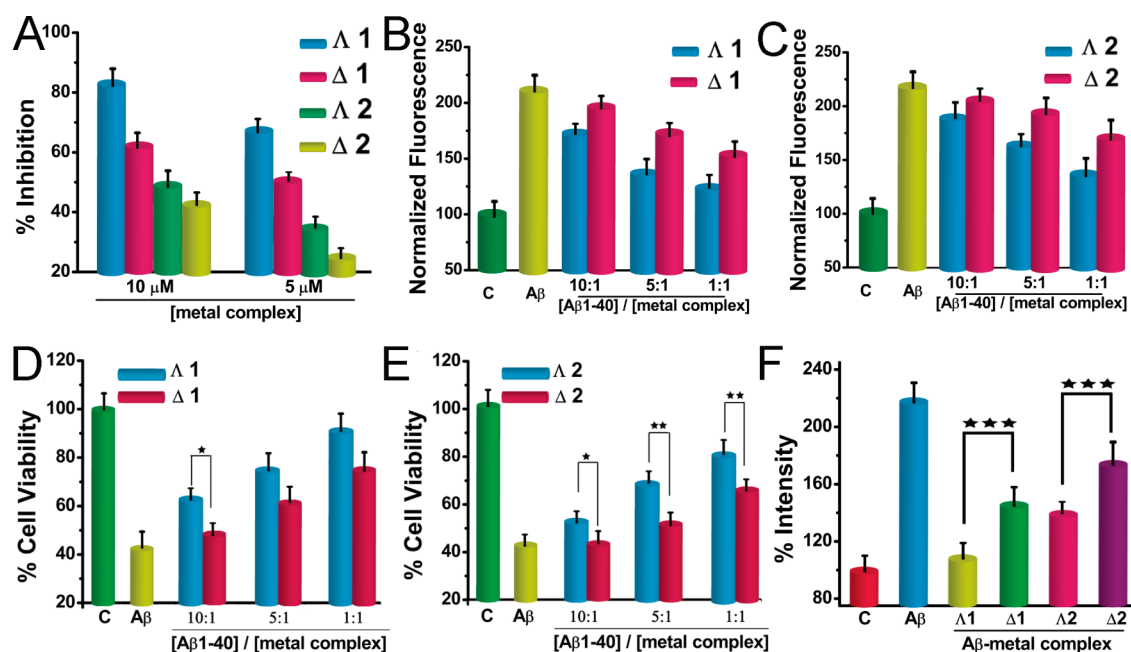 A
% Inhibition
100
80
60
40
20
Λ 1
Δ 1
Λ 2
Δ 2
10 μM
5 μM
[metal complex]
B
Normalized Fluorescence
250
200
150
100
50
Λ 1
Δ 1
C
Aβ
10:1
5:1
1:1
[Aβ1-40] / [metal complex]
C
Normalized Fluorescence
250
200
150
100
50
Λ 2
Δ 2
C
Aβ
10:1
5:1
1:1
[Aβ1-40] / [metal complex]
D
% Cell Viability
120
100
80
60
40
20
Λ 1
Δ 1
C
Aβ
10:1
5:1
1:1
[Aβ1-40] / [metal complex]
E
% Cell Viability
120
100
80
60
40
20
Λ 2
Δ 2
C
Aβ
10:1
5:1
1:1
[Aβ1-40] / [metal complex]
F
% Intensity
240
200
160
120
80
C
Aβ
Λ1
Δ1
Λ2
Δ2
Aβ-metal complex